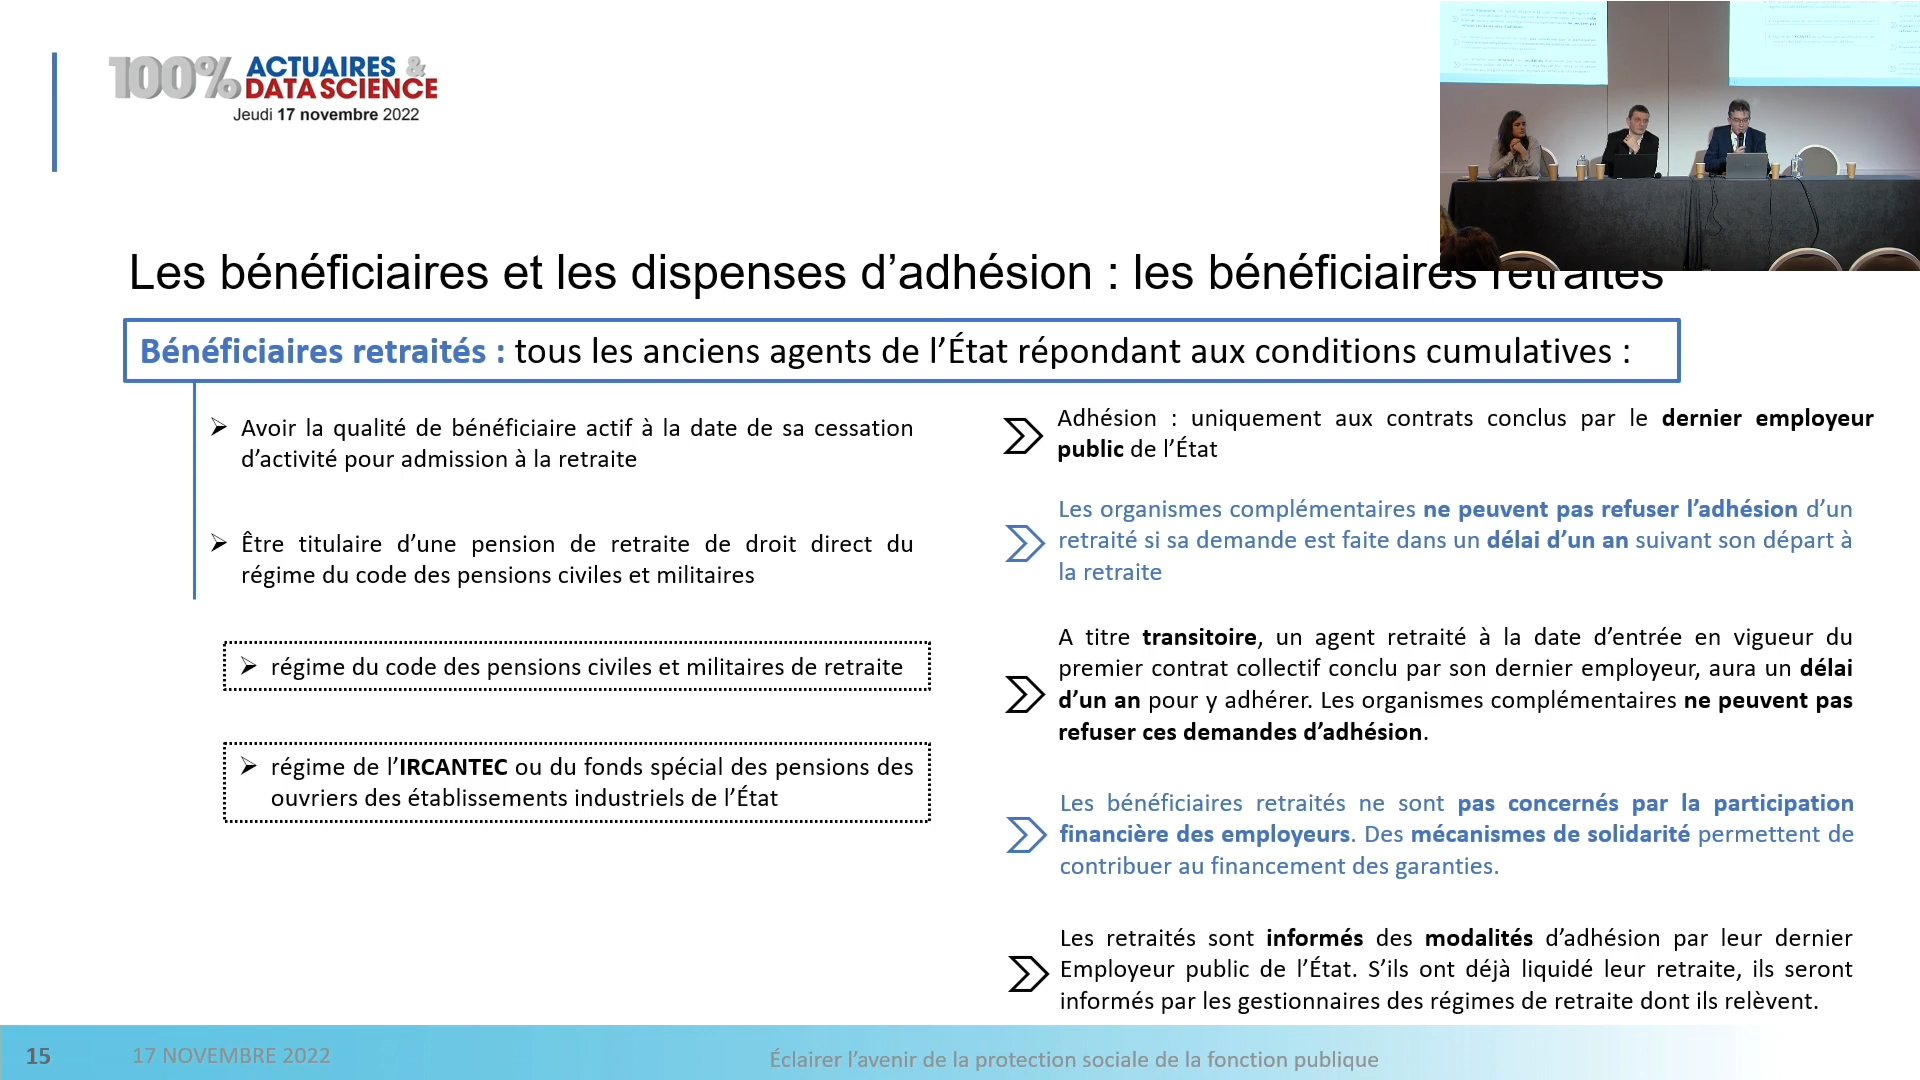 100% ACTUAIRES &
DATA SCIENCE
Jeudi 17 novembre 2022
Les bénéficiaires et les dispenses d’adhésion : les bénéficiaires retraités
Bénéficiaires retraités : tous les anciens agents de l’État répondant aux conditions cumulatives :
Avoir la qualité de bénéficiaire actif à la date de sa cessation
d’activité pour admission à la retraite
Être titulaire d’une pension de retraite de droit direct du
régime du code des pensions civiles et militaires
régime du code des pensions civiles et militaires de retraite
régime de l’IRCANTEC ou du fonds spécial des pensions des
ouvriers des établissements industriels de l’État
Adhésion : uniquement aux contrats conclus par le dernier employeur
public de l’État
Les organismes complémentaires ne peuvent pas refuser l’adhésion d’un
retraité si sa demande est faite dans un délai d’un an suivant son départ à
la retraite
A titre transitoire, un agent retraité à la date d’entrée en vigueur du
premier contrat collectif conclu par son dernier employeur, aura un délai
d’un an pour y adhérer. Les organismes complémentaires ne peuvent pas
refuser ces demandes d’adhésion.
Les bénéficiaires retraités ne sont pas concernés par la participation
financière des employeurs. Des mécanismes de solidarité permettent de
contribuer au financement des garanties.
Les retraités sont informés des modalités d’adhésion par leur dernier
Employeur public de l’État. S’ils ont déjà liquidé leur retraite, ils seront
informés par les gestionnaires des régimes de retraite dont ils relèvent.
15
17 NOVEMBRE 2022
Éclairer l’avenir de la protection sociale de la fonction publique